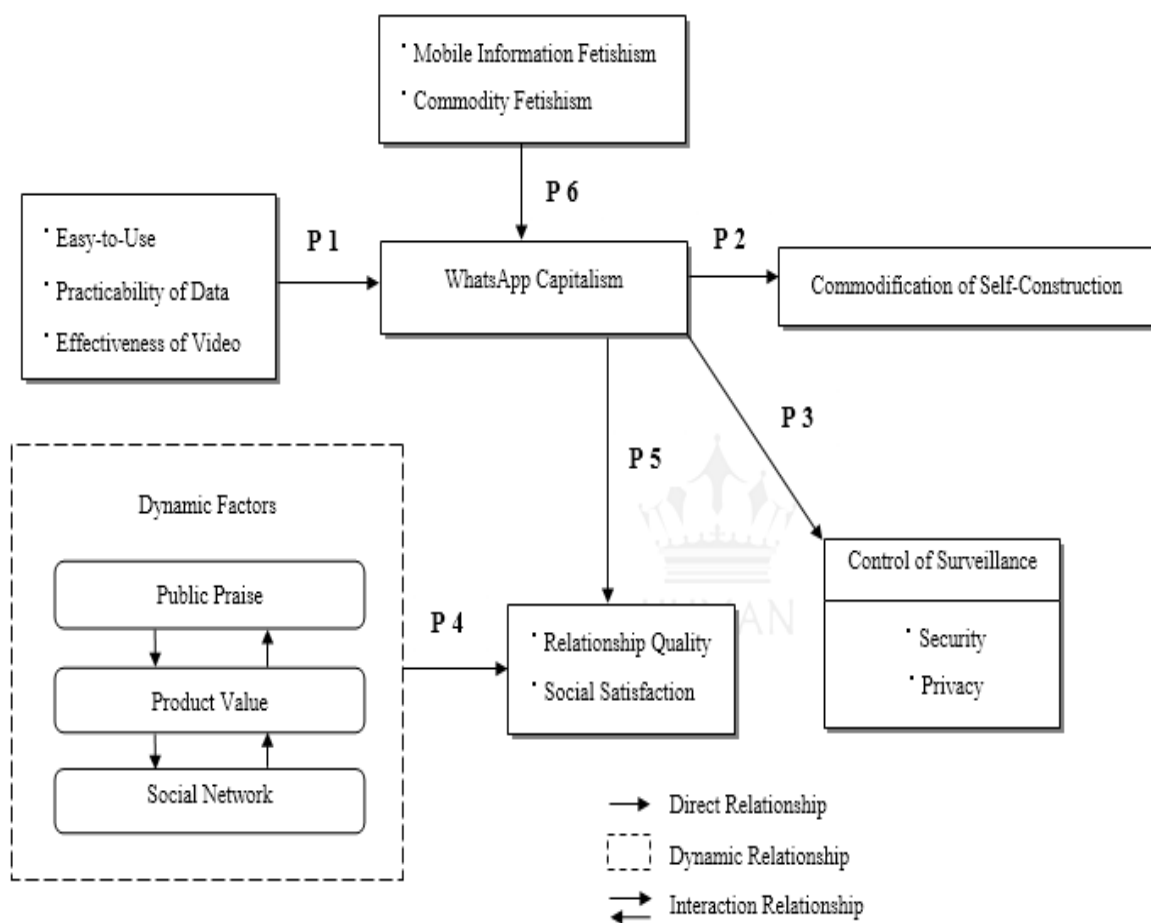 · Mobile Information Fetishism
· Commodity Fetishism
P 6
· Easy-to-Use
· Practicability of Data
· Effectiveness of Video
P 1
WhatsApp Capitalism
P 2
Commodification of Self-Construction
P 3
P 5
Dynamic Factors
Public Praise
Product Value
Social Network
P 4
· Relationship Quality
· Social Satisfaction
Control of Surveillance
· Security
· Privacy
HUMAN
Direct Relationship
Dynamic Relationship
Interaction Relationship